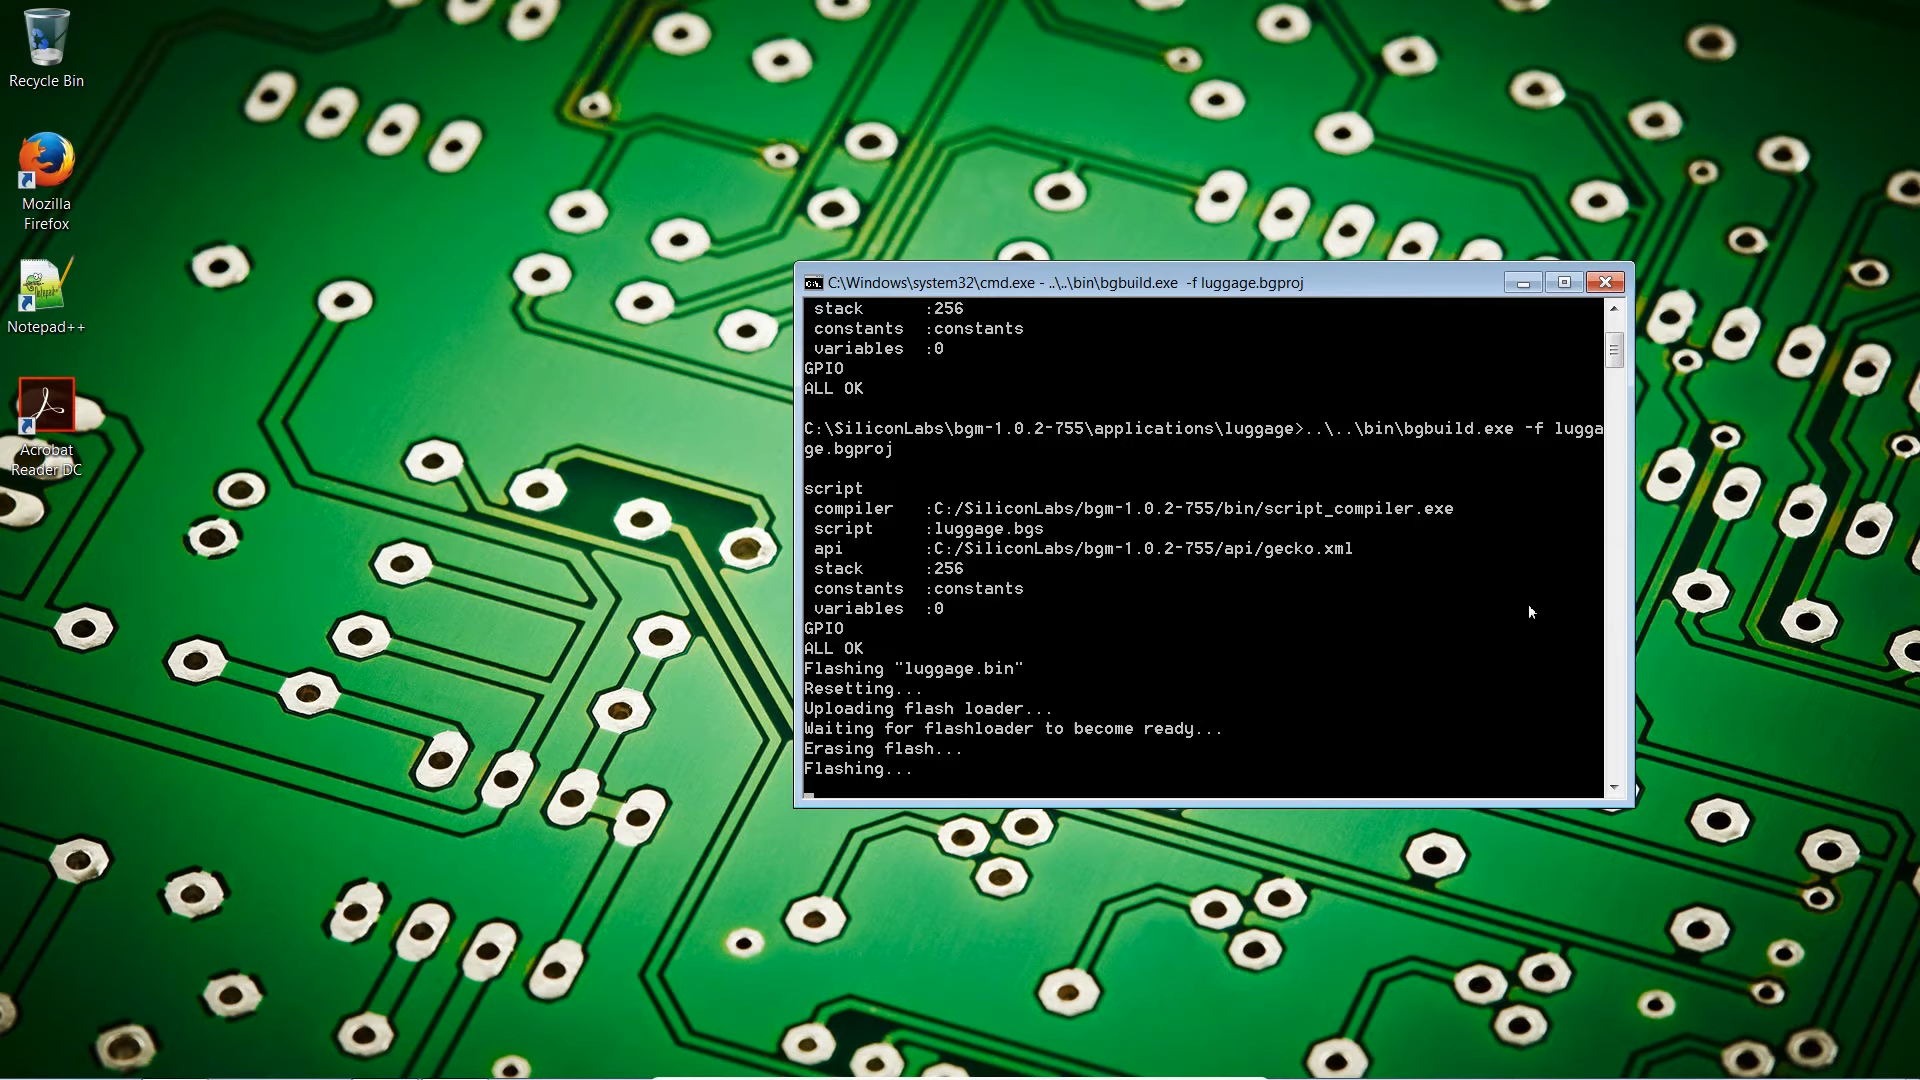 Recycle Bin
Mozilla
Firefox
Notepad++
Acrobat
Reader DC
C:\Windows\system32\cmd.exe - ..\..\bin\bgbuild.exe -f luggage.bgproj
stack :256
constants :constants
variables :0
GPIO
ALL OK
C:\SiliconLabs\bgm-1.0.2-755\applications\luggage>..\..\bin\bgbuild.exe -f lugga
ge.bgproj
script
compiler :C:/SiliconLabs/bgm-1.0.2-755/bin/script_compiler.exe
script :luggage.bgs
api :C:/SiliconLabs/bgm-1.0.2-755/api/gecko.xml
stack :256
constants :constants
variables :0
GPIO
ALL OK
Flashing "luggage.bin"
Resetting...
Uploading flash loader...
Waiting for flashloader to become ready...
Erasing flash...
Flashing...